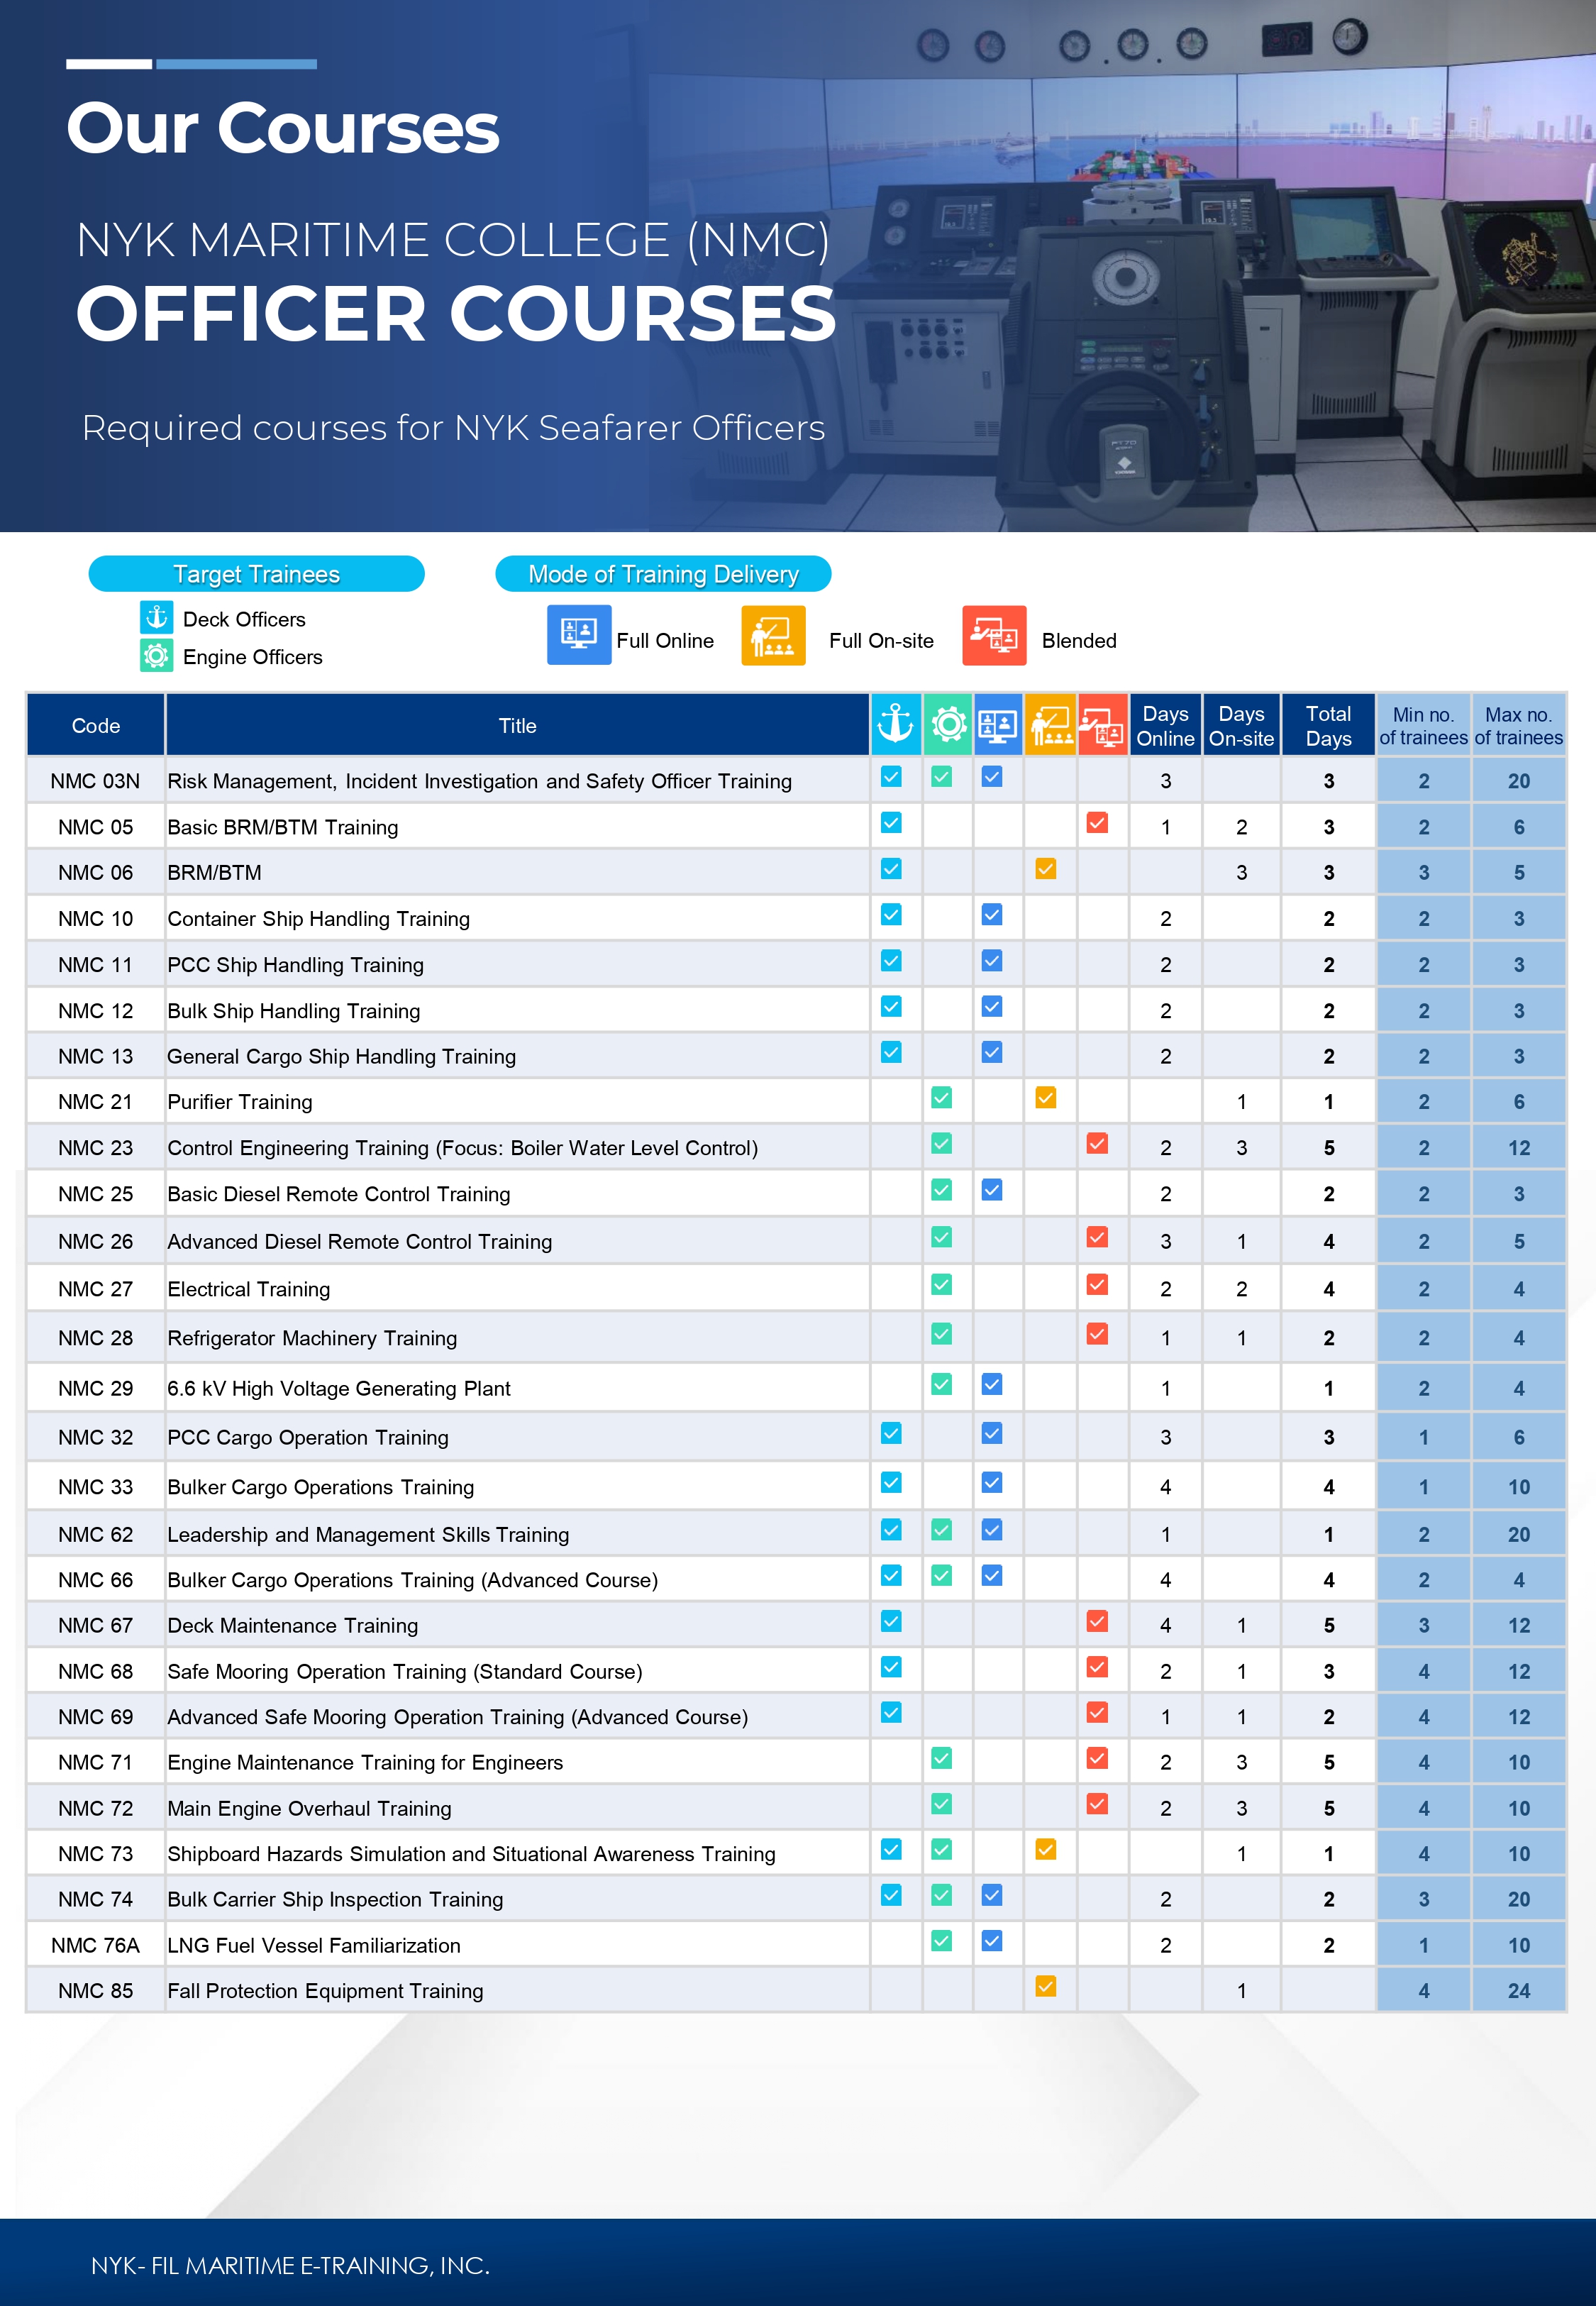 Our Courses
NYK MARITIME COLLEGE (NMC)
OFFICER COURSES
Required courses for NYK Seafarer Officers
Target Trainees
Deck Officers
Engine Officers
Mode of Training Delivery
Full Online
Full On-site
Blended
Code Title Days Online Days On-site Total Days Min no. of trainees Max no. of trainees
NMC 03N Risk Management, Incident Investigation and Safety Officer Training 3 3 2 20
NMC 05 Basic BRM/BTM Training 1 2 3 2 6
NMC 06 BRM/BTM 3 3 3 5
NMC 10 Container Ship Handling Training 2 2 2 3
NMC 11 PCC Ship Handling Training 2 2 2 3
NMC 12 Bulk Ship Handling Training 2 2 2 3
NMC 13 General Cargo Ship Handling Training 2 2 2 3
NMC 21 Purifier Training 1 1 2 6
NMC 23 Control Engineering Training (Focus: Boiler Water Level Control) 2 3 5 2 12
NMC 25 Basic Diesel Remote Control Training 2 2 2 3
NMC 26 Advanced Diesel Remote Control Training 3 1 4 2 5
NMC 27 Electrical Training 2 2 4 2 4
NMC 28 Refrigerator Machinery Training 1 1 2 2 4
NMC 29 6.6 kV High Voltage Generating Plant 1 1 2 4
NMC 32 PCC Cargo Operation Training 3 3 1 6
NMC 33 Bulker Cargo Operations Training 4 4 1 10
NMC 62 Leadership and Management Skills Training 1 1 2 20
NMC 66 Bulker Cargo Operations Training (Advanced Course) 4 4 2 4
NMC 67 Deck Maintenance Training 4 1 5 3 12
NMC 68 Safe Mooring Operation Training (Standard Course) 2 1 3 4 12
NMC 69 Advanced Safe Mooring Operation Training (Advanced Course) 1 1 2 4 12
NMC 71 Engine Maintenance Training for Engineers 2 3 5 4 10
NMC 72 Main Engine Overhaul Training 2 3 5 4 10
NMC 73 Shipboard Hazards Simulation and Situational Awareness Training 1 1 4 10
NMC 74 Bulk Carrier Ship Inspection Training 2 2 3 20
NMC 76A LNG Fuel Vessel Familiarization 2 2 1 10
NMC 85 Fall Protection Equipment Training 1 4 24
NYK- FIL MARITIME E-TRAINING, INC.